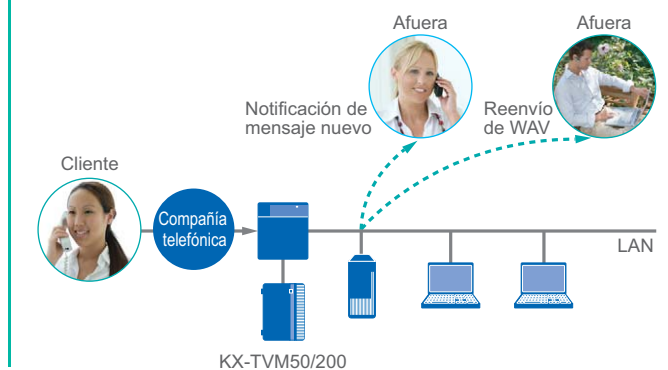 Afuera
Afuera
Notificación de
mensaje nuevo
Reenvío
de WAV
Cliente
Compañía
telefónica
LAN
KX-TVM50/200